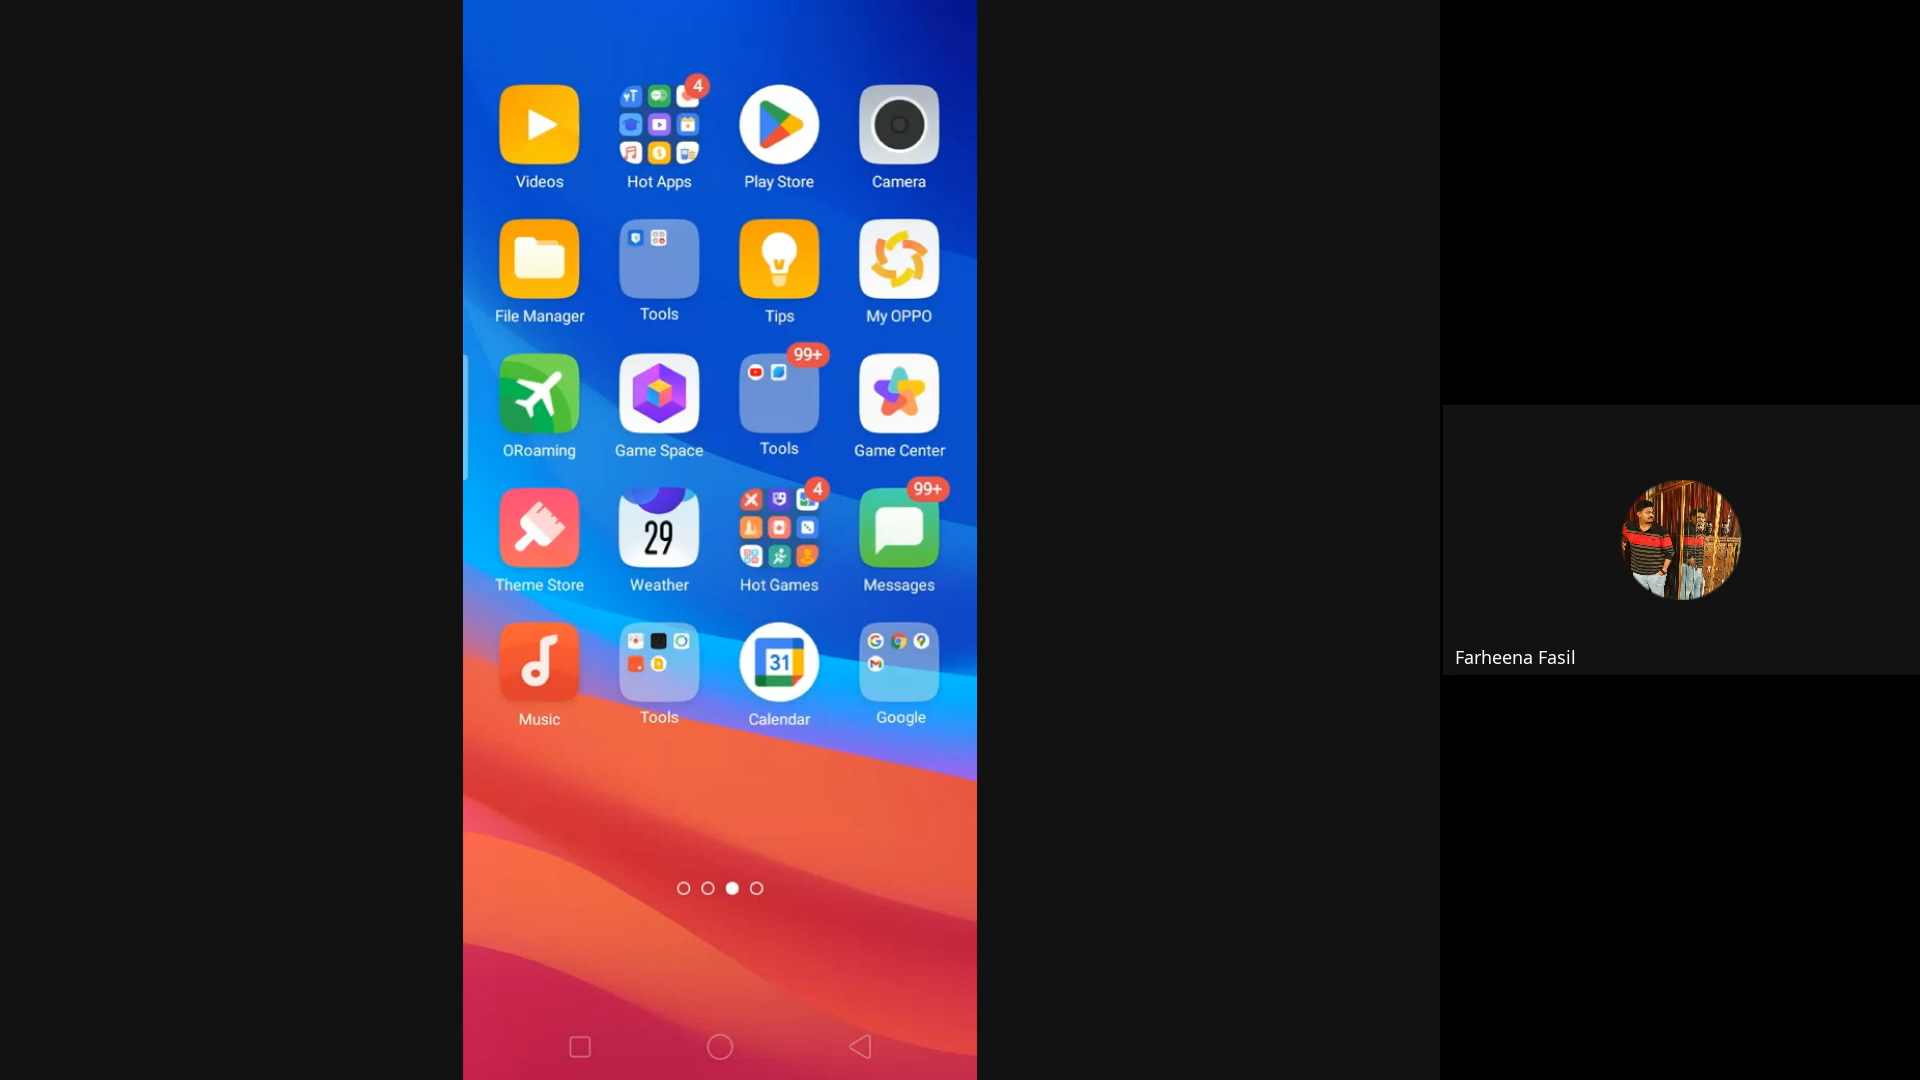 4
Videos Hot Apps Play Store Camera
File Manager Tools Tips My OPPO
99+
ORoaming Game Space Tools Game Center
4 99+
29
Theme Store Weather Hot Games Messages
31
Music Tools Calendar Google
Farheena Fasil